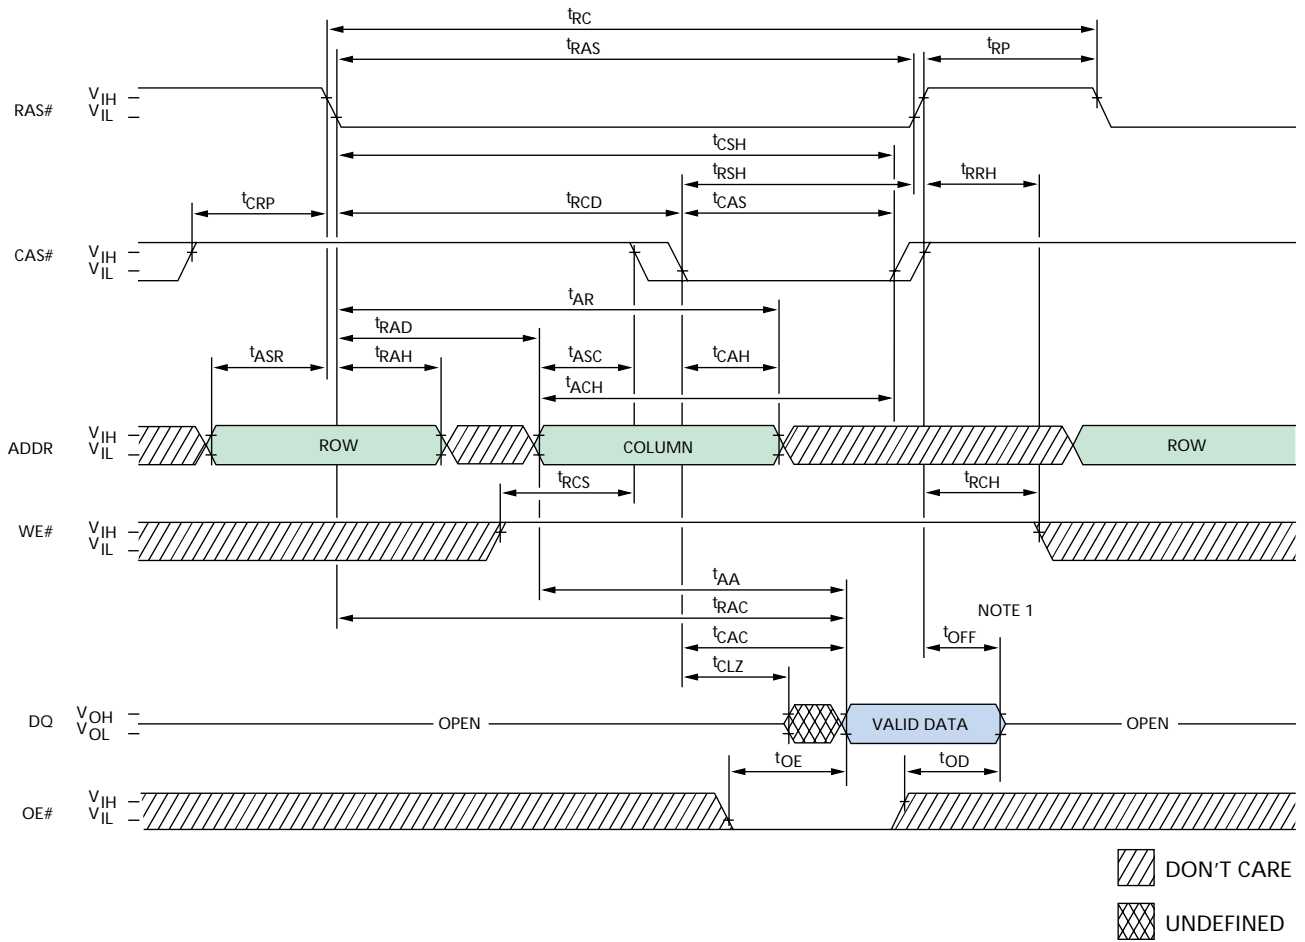 tRC
tRAS tRP
RAS# VIH
VIL
tCSH
tRSH tRRH
tCRP tRCD tCAS
CAS# VIH
VIL
tAR
tRAD
tASR tRAH tASC tCAH
tACH
ADDR VIH
VIL
ROW COLUMN ROW
tRCS tRCH
WE# VIH
VIL
tAA
tRAC NOTE 1
tCAC tOFF
tCLZ
DQ VOH
VOL
OPEN VALID DATA OPEN
tOE tOD
OE# VIH
VIL
DON'T CARE
UNDEFINED